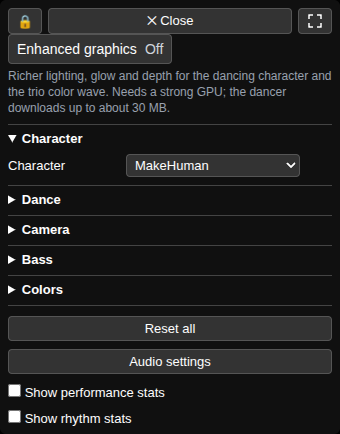 ✕ Close
Enhanced graphics Off
Richer lighting, glow and depth for the dancing character and
the trio color wave. Needs a strong GPU; the dancer
downloads up to about 30 MB.
Character
Character MakeHuman
Dance
Camera
Bass
Colors
Reset all
Audio settings
Show performance stats
Show rhythm stats